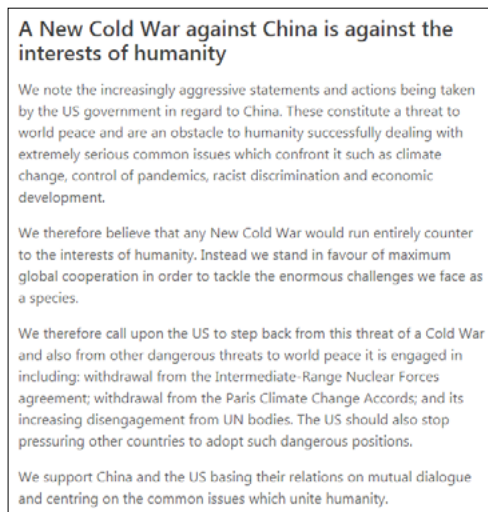 A New Cold War against China is against the
interests of humanity
We note the increasingly aggressive statements and actions being taken
by the US government in regard to China. These constitute a threat to
world peace and are an obstacle to humanity successfully dealing with
extremely serious common issues which confront it such as climate
change, control of pandemics, racist discrimination and economic
development.
We therefore believe that any New Cold War would run entirely counter
to the interests of humanity. Instead we stand in favour of maximum
global cooperation in order to tackle the enormous challenges we face as
a species.
We therefore call upon the US to step back from this threat of a Cold War
and also from other dangerous threats to world peace it is engaged in
including: withdrawal from the Intermediate-Range Nuclear Forces
agreement; withdrawal from the Paris Climate Change Accords; and its
increasing disengagement from UN bodies. The US should also stop
pressuring other countries to adopt such dangerous positions.
We support China and the US basing their relations on mutual dialogue
and centring on the common issues which unite humanity.